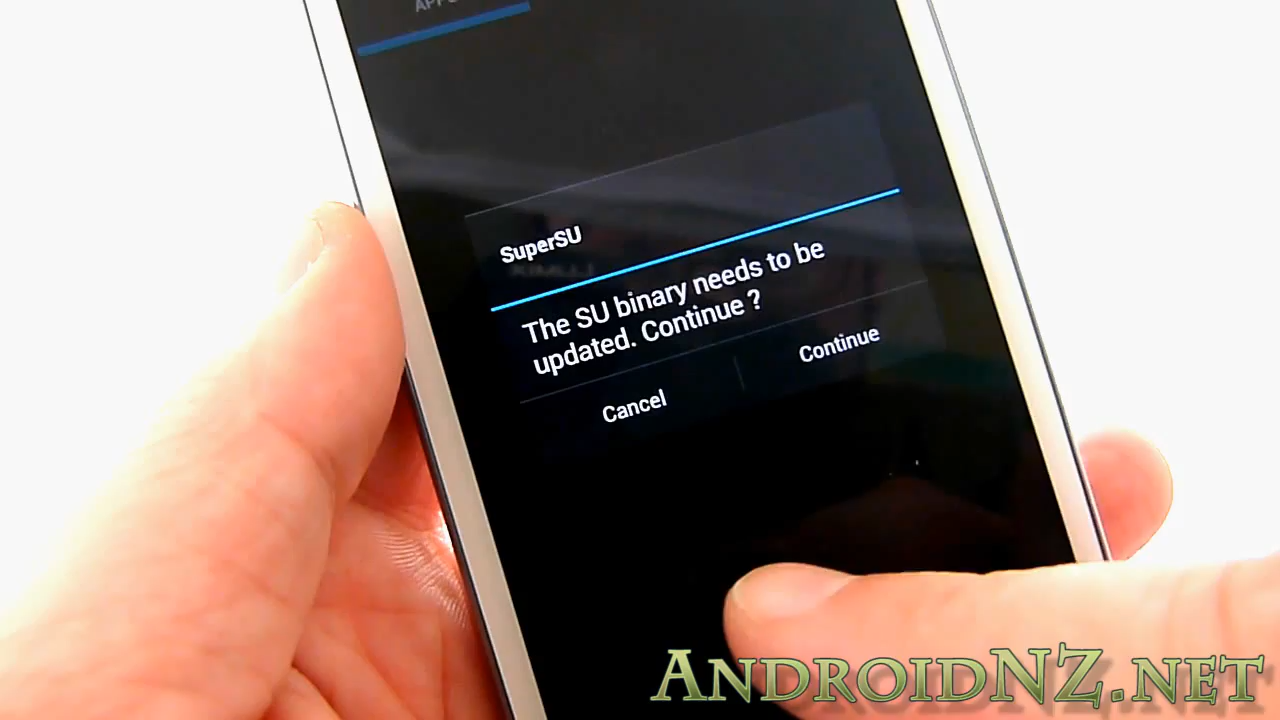 SuperSU
The SU binary needs to be
updated. Continue ?
Cancel
Continue
AndroidNZ.net